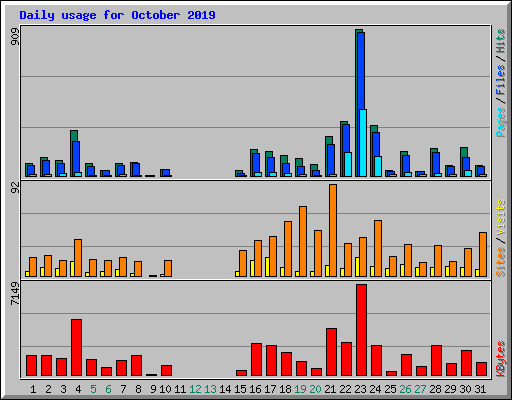 Daily usage for October 2019
909
Pages / Files / Hits
92
Sites / Visits
7149
KBytes
1 2 3 4 5 6 7 8 9 10 11 12 13 14 15 16 17 18 19 20 21 22 23 24 25 26 27 28 29 30 31